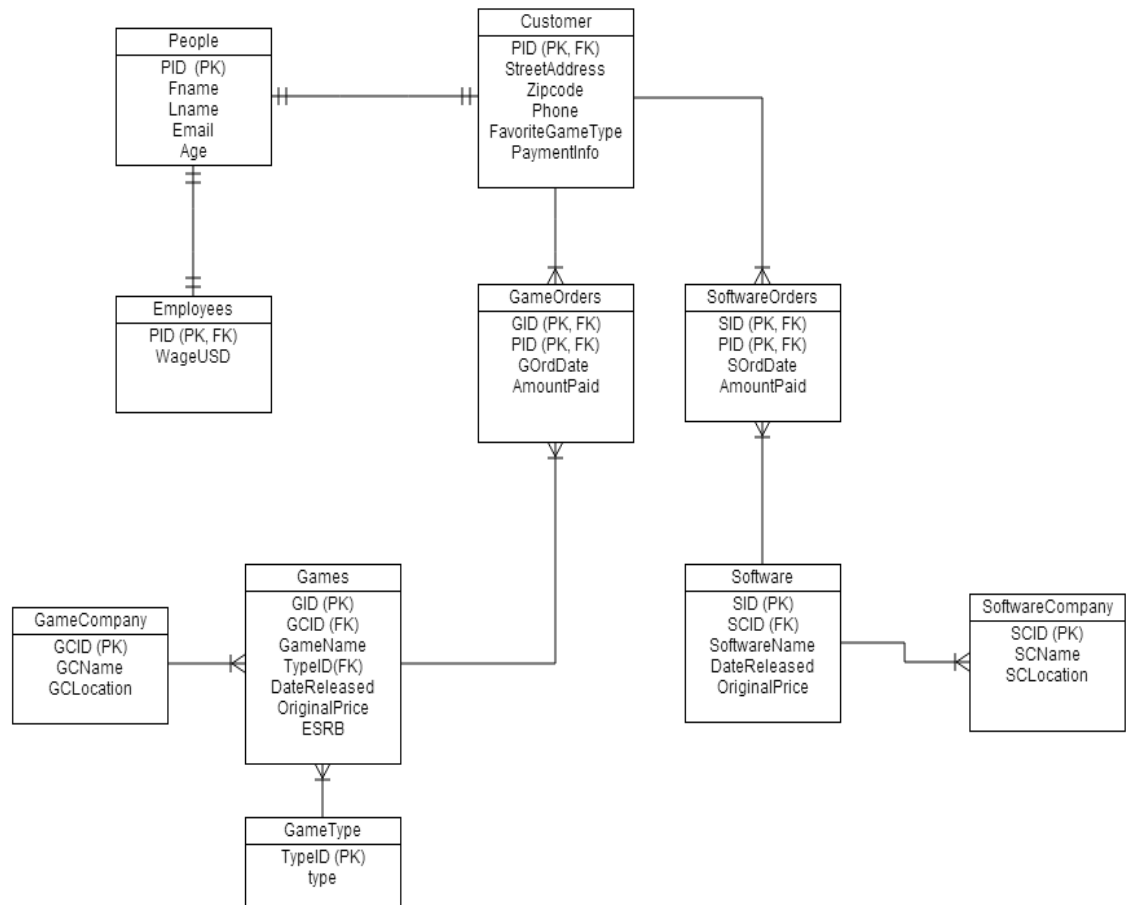 People
PID (PK)
Fname
Lname
Email
Age
Customer
PID (PK, FK)
StreetAddress
Zipcode
Phone
FavoriteGameType
PaymentInfo
Employees
PID (PK, FK)
WageUSD
GameOrders
GID (PK, FK)
PID (PK, FK)
GOrdDate
AmountPaid
SoftwareOrders
SID (PK, FK)
PID (PK, FK)
SOrdDate
AmountPaid
GameCompany
GCID (PK)
GCName
GCLocation
Games
GID (PK)
GCID (FK)
GameName
TypeID(FK)
DateReleased
OriginalPrice
ESRB
Software
SID (PK)
SCID (FK)
SoftwareName
DateReleased
OriginalPrice
SoftwareCompany
SCID (PK)
SCName
SCLocation
GameType
TypeID (PK)
type